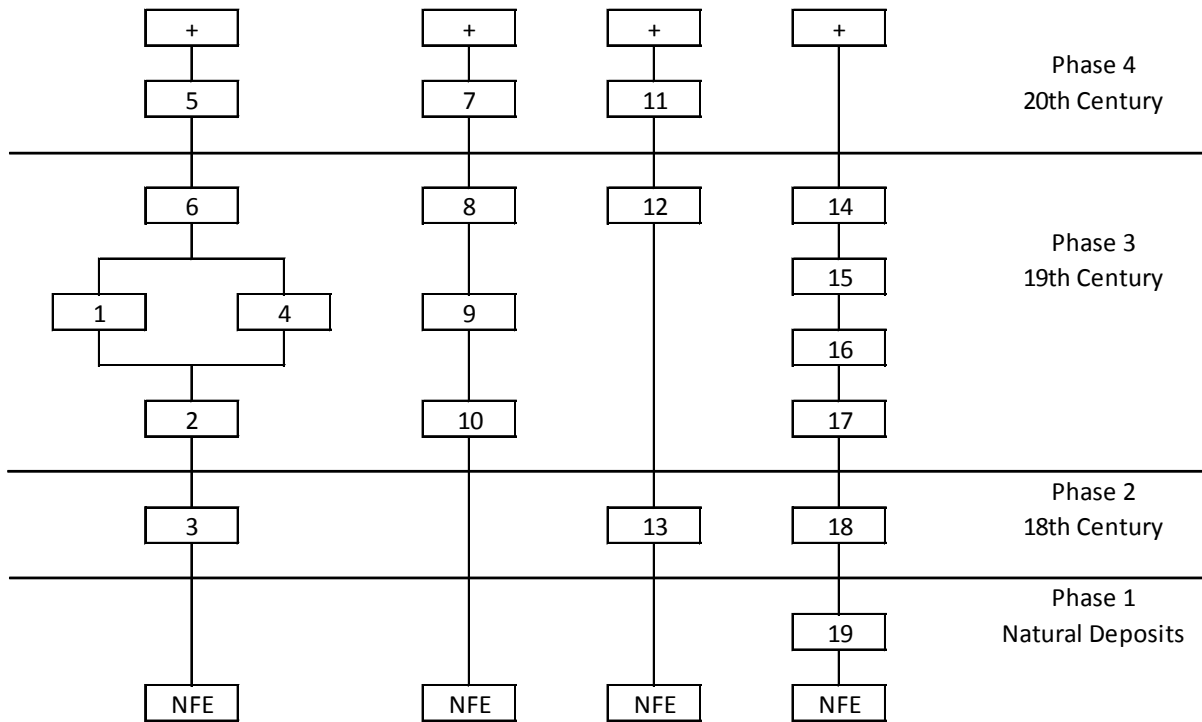 + + + +
Phase 4
5 7 11 20th Century
6 8 12 14
Phase 3
15 19th Century
1 4 9
16
2 10 17
Phase 2
3 13 18 18th Century
Phase 1
19 Natural Deposits
NFE NFE NFE NFE